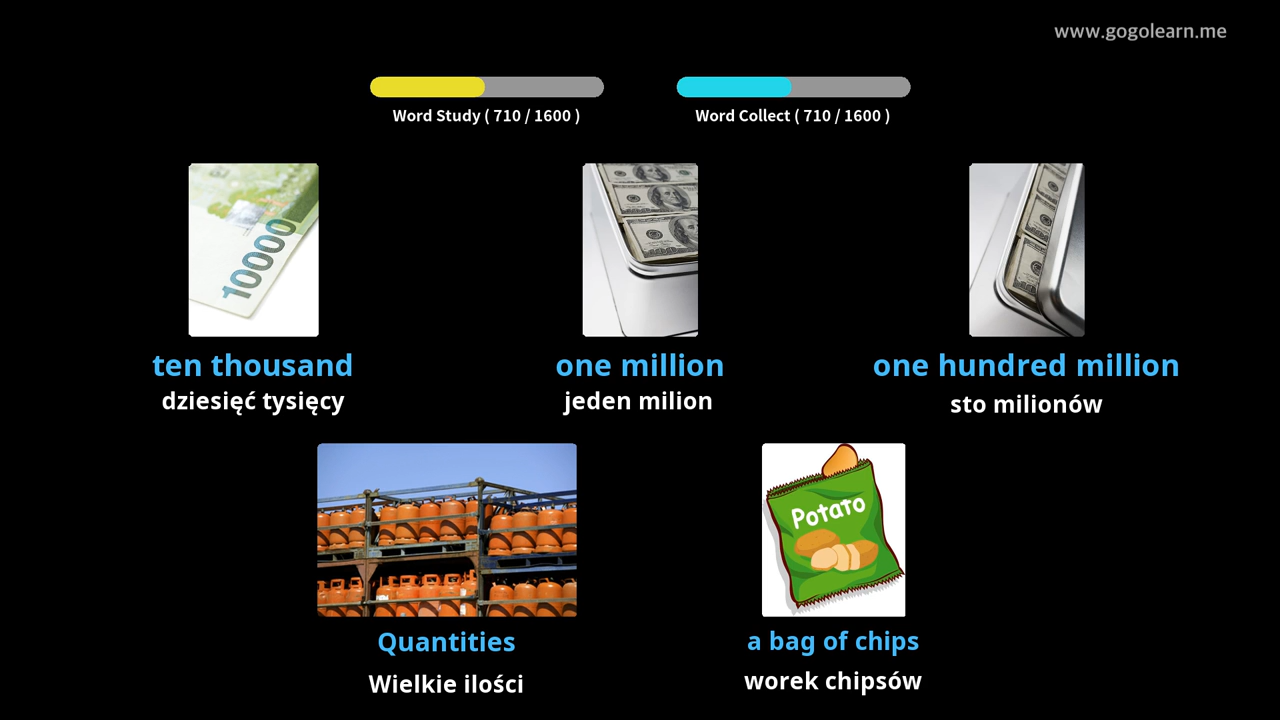 www.gogolearn.me
Word Study ( 710 / 1600 )
Word Collect ( 710 / 1600 )
10000
ten thousand
dziesięć tysięcy
one million
jeden milion
one hundred million
sto milionów
Potato
Quantities
Wielkie ilości
a bag of chips
worek chipsów